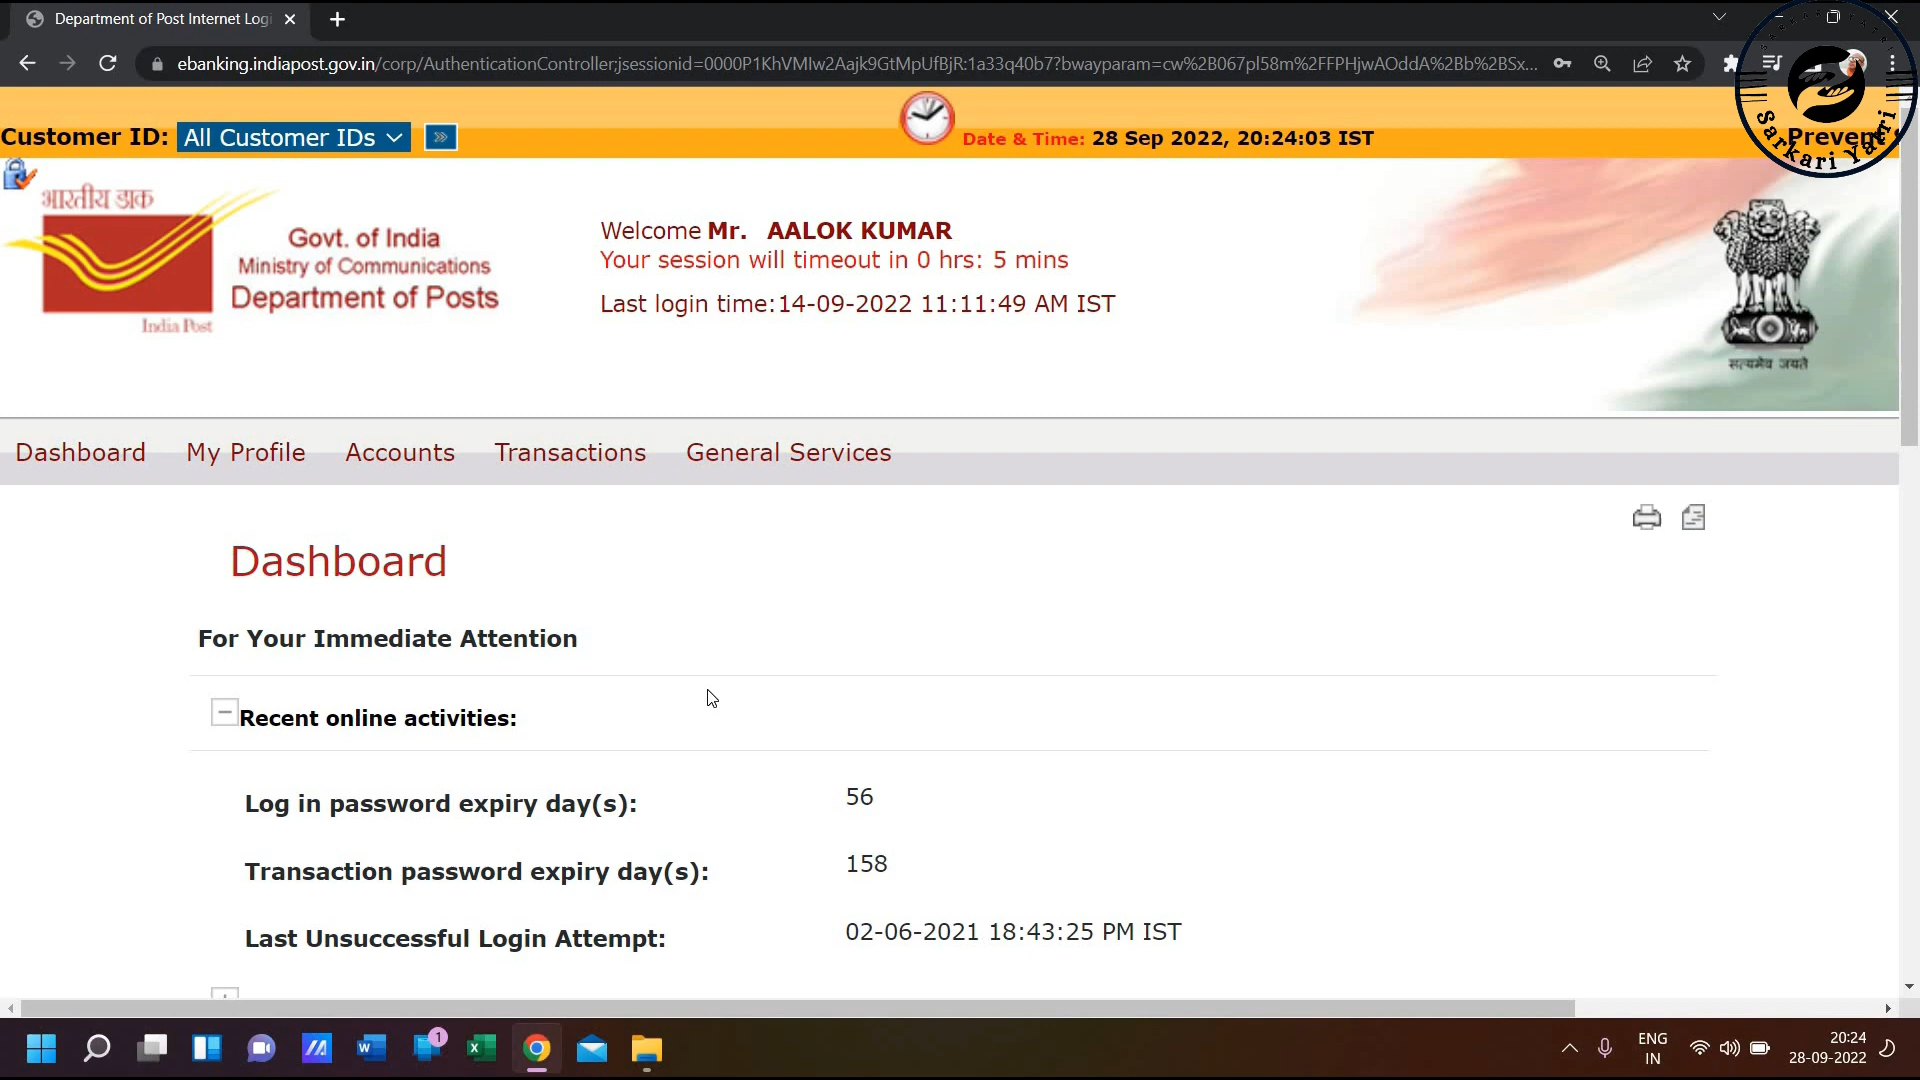 Department of Post Internet Logi
ebanking.indiapost.gov.in/corp/AuthenticationController;jsessionid=0000P1KhVMIw2Aajk9GtMpUfBjR:1a33q40b7?bwayparam=cw%2B067pl58m%2FFPHjwAOddA%2Bb%2BSx...
Customer ID: All Customer IDs
Date & Time: 28 Sep 2022, 20:24:03 IST
Sarkari Yatri
भारतीय डाक
India Post
Govt. of India
Ministry of Communications
Department of Posts
Welcome Mr. AALOK KUMAR
Your session will timeout in 0 hrs: 5 mins
Last login time:14-09-2022 11:11:49 AM IST
सत्यमेव जयते
Dashboard My Profile Accounts Transactions General Services
Dashboard
For Your Immediate Attention
Recent online activities:
Log in password expiry day(s): 56
Transaction password expiry day(s): 158
Last Unsuccessful Login Attempt: 02-06-2021 18:43:25 PM IST
1
ENG
IN
20:24
28-09-2022